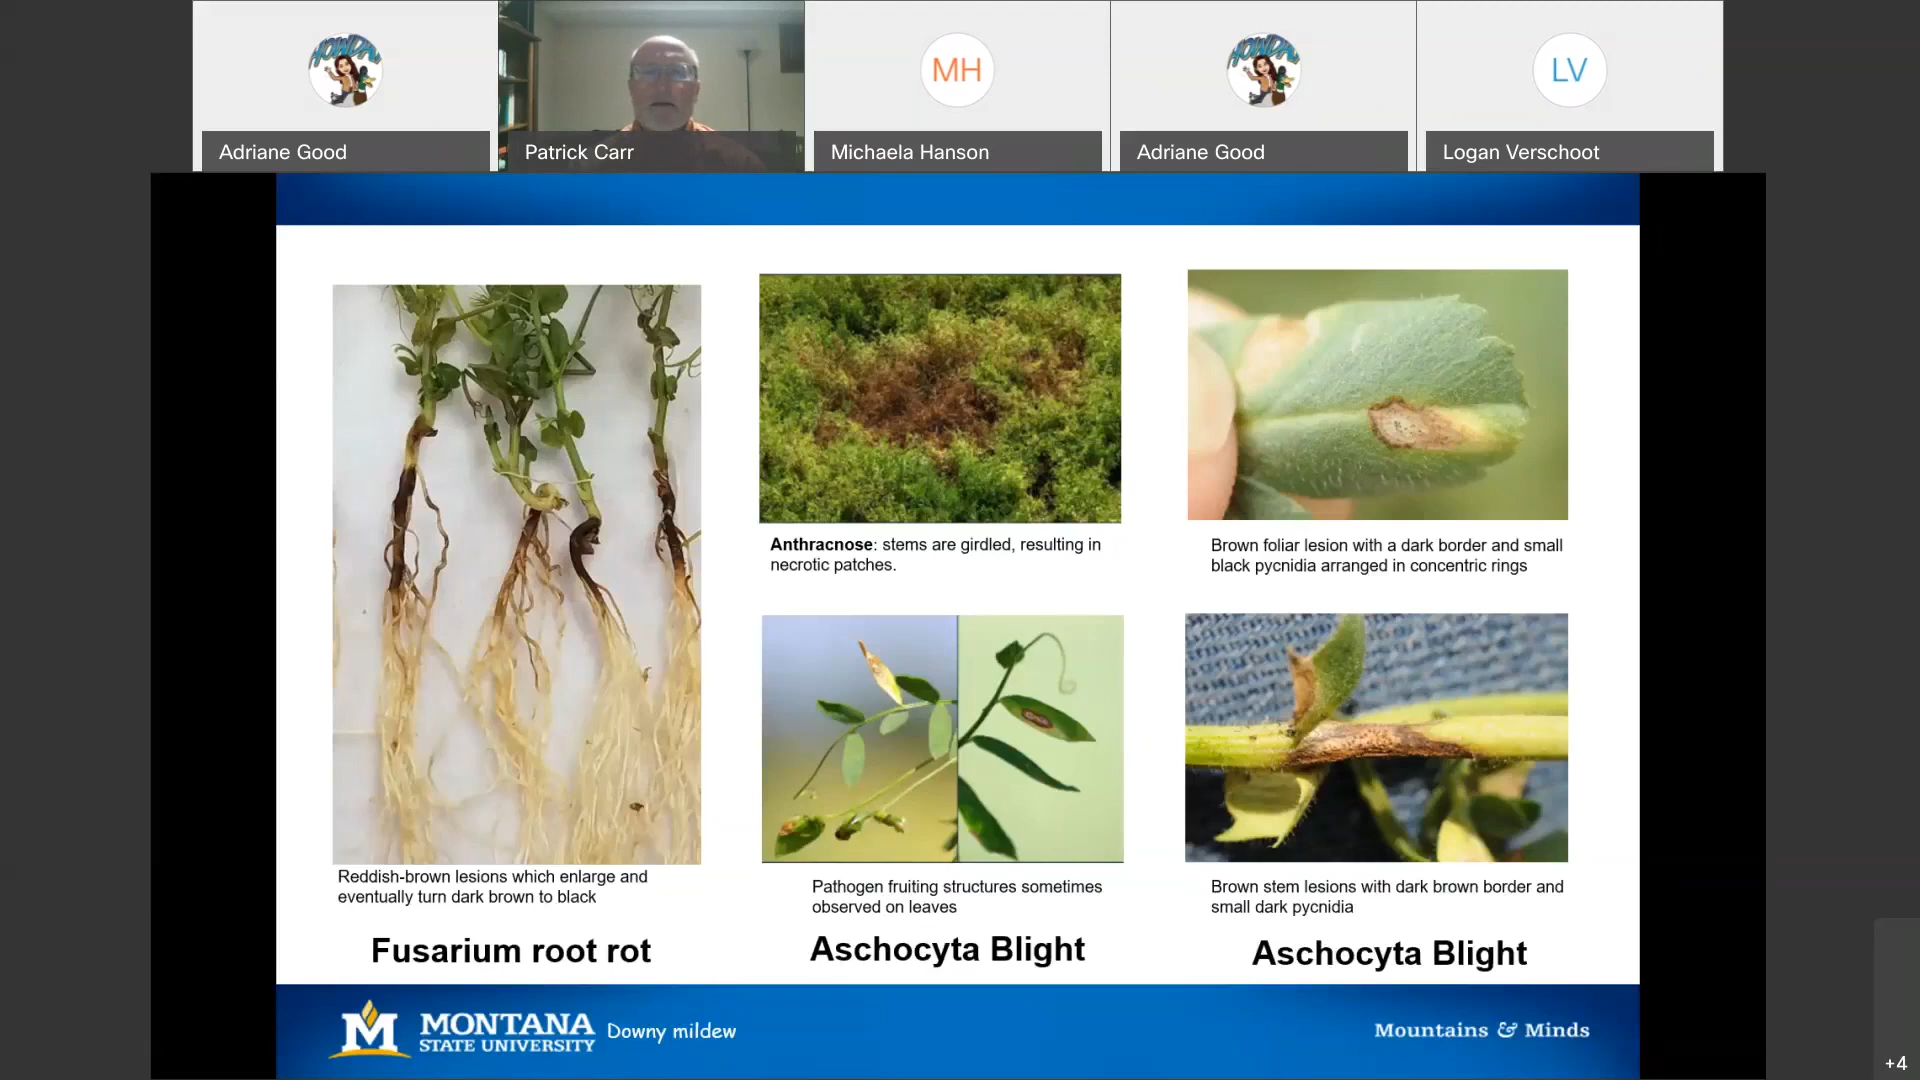 HOWDY
Adriane Good
Patrick Carr
MH
Michaela Hanson
HOWDY
Adriane Good
LV
Logan Verschoot
Anthracnose: stems are girdled, resulting in
necrotic patches.
Brown foliar lesion with a dark border and small
black pycnidia arranged in concentric rings
Reddish-brown lesions which enlarge and
eventually turn dark brown to black
Pathogen fruiting structures sometimes
observed on leaves
Brown stem lesions with dark brown border and
small dark pycnidia
Fusarium root rot
Aschocyta Blight
Aschocyta Blight
M
MONTANA
STATE UNIVERSITY
Downy mildew
Mountains & Minds
+4